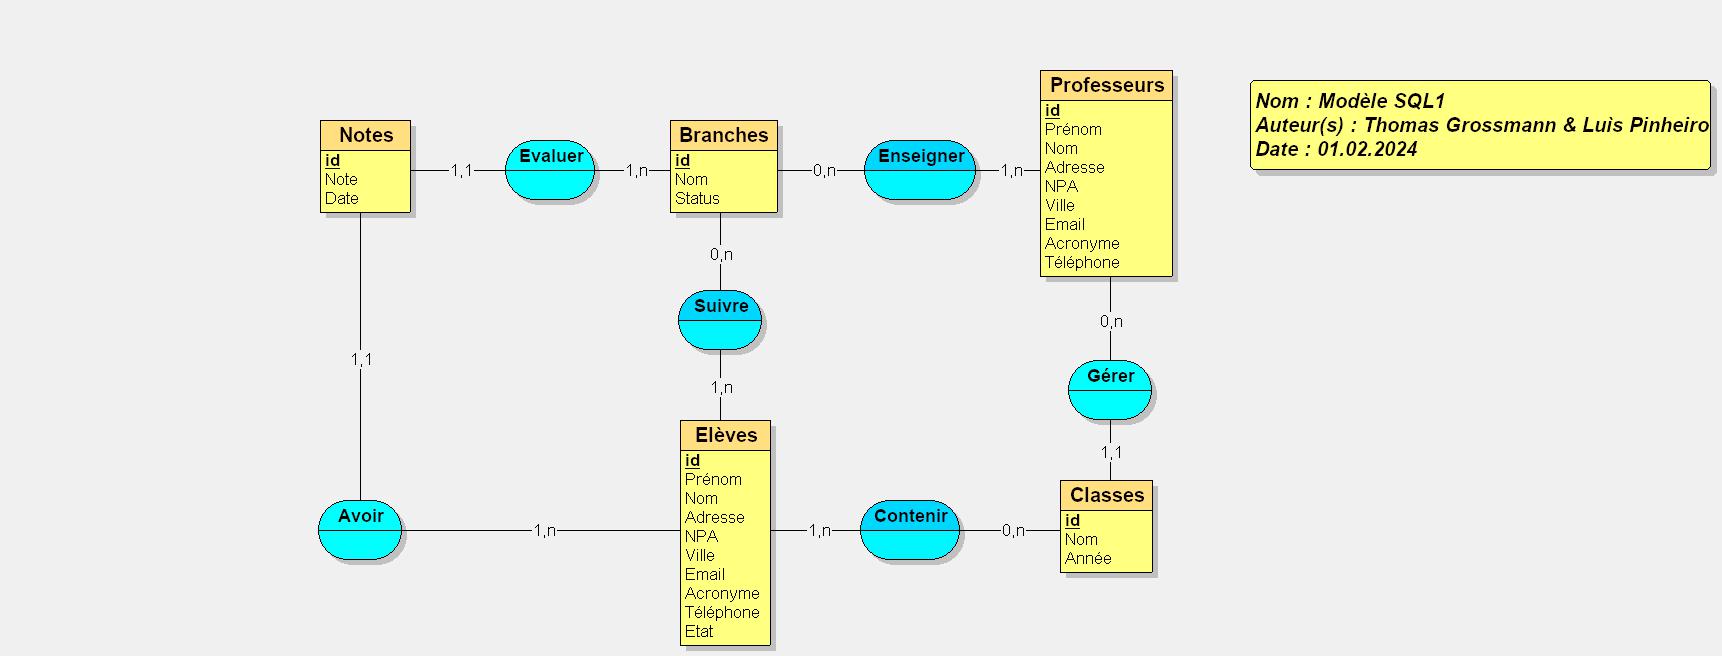 Professeurs
id
Prénom
Nom
Adresse
NPA
Ville
Email
Acronyme
Téléphone
Nom : Modèle SQL1
Auteur(s) : Thomas Grossmann & Luis Pinheiro
Date : 01.02.2024
Notes
id
Note
Date
1,1
Evaluer
1,n
Branches
id
Nom
Status
0,n
Enseigner
1,n
0,n
Suivre
1,n
0,n
Gérer
1,1
1,1
Avoir
1,n
Elèves
id
Prénom
Nom
Adresse
NPA
Ville
Email
Acronyme
Téléphone
Etat
1,n
Contenir
0,n
Classes
id
Nom
Année